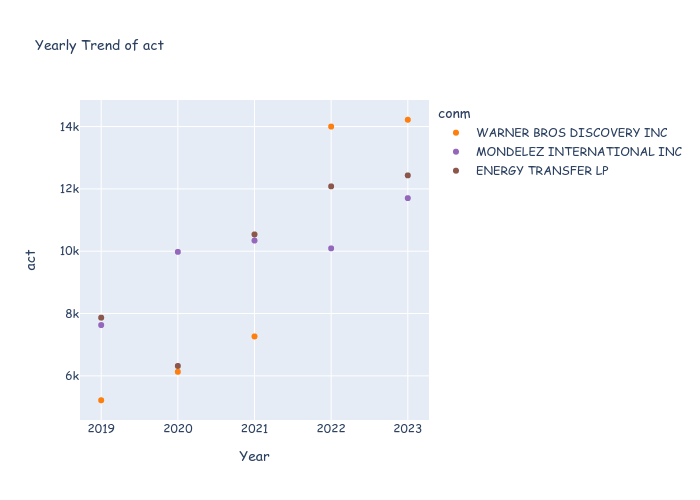 Yearly Trend of act
conm
WARNER BROS DISCOVERY INC
MONDELEZ INTERNATIONAL INC
ENERGY TRANSFER LP
act
14k
12k
10k
8k
6k
2019 2020 2021 2022 2023
Year